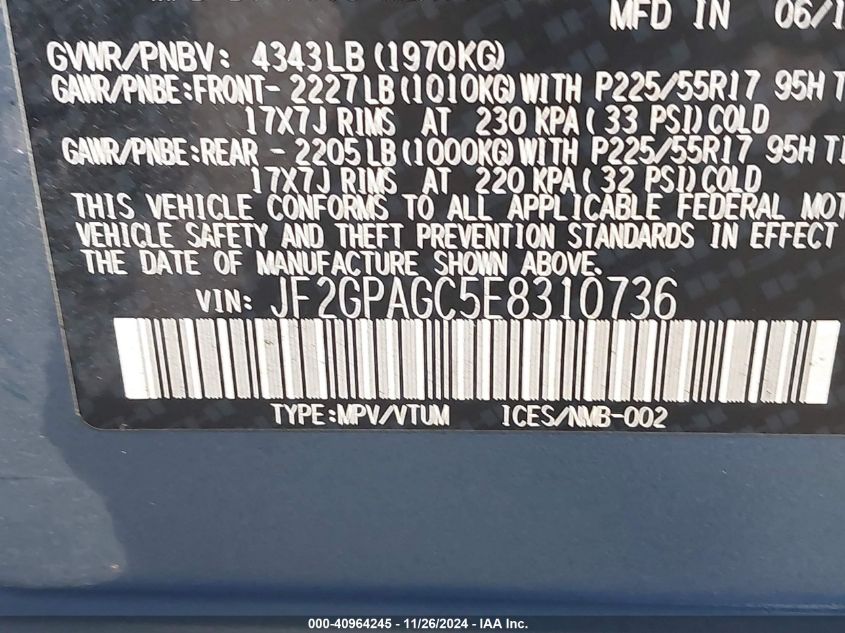 MFD IN 06/1
GVWR/PNBV: 4343LB (1970KG)
GAWR/PNBE:FRONT- 2227LB(1010KG)WITH P225/55R17 95H T
17X7J RIMS AT 230 KPA( 33 PSI)COLD
GAWR/PNBE:REAR - 2205LB(1000KG)WITH P225/55R17 95H TI
17X7J RIMS AT 220 KPA( 32 PSI)COLD
THIS VEHICLE CONFORMS TO ALL APPLICABLE FEDERAL MOT
VEHICLE SAFETY AND THEFT PREVENTION STANDARDS IN EFFECT
THE DATE OF MANUFACTURE SHOWN ABOVE.
VIN: JF2GPAGC5E8310736
TYPE:MPV/VTUM ICES/NMB-002
000-40964245 - 11/26/2024 - IAA Inc.